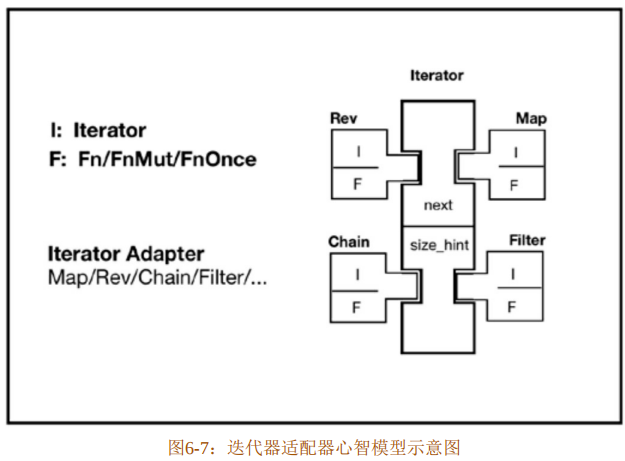 I: Iterator
F: Fn/FnMut/FnOnce
Iterator Adapter
Map/Rev/Chain/Filter/...
Iterator
Rev
Map
I
F
I
F
next
size_hint
Chain
Filter
I
F
I
F
图6-7：迭代器适配器心智模型示意图